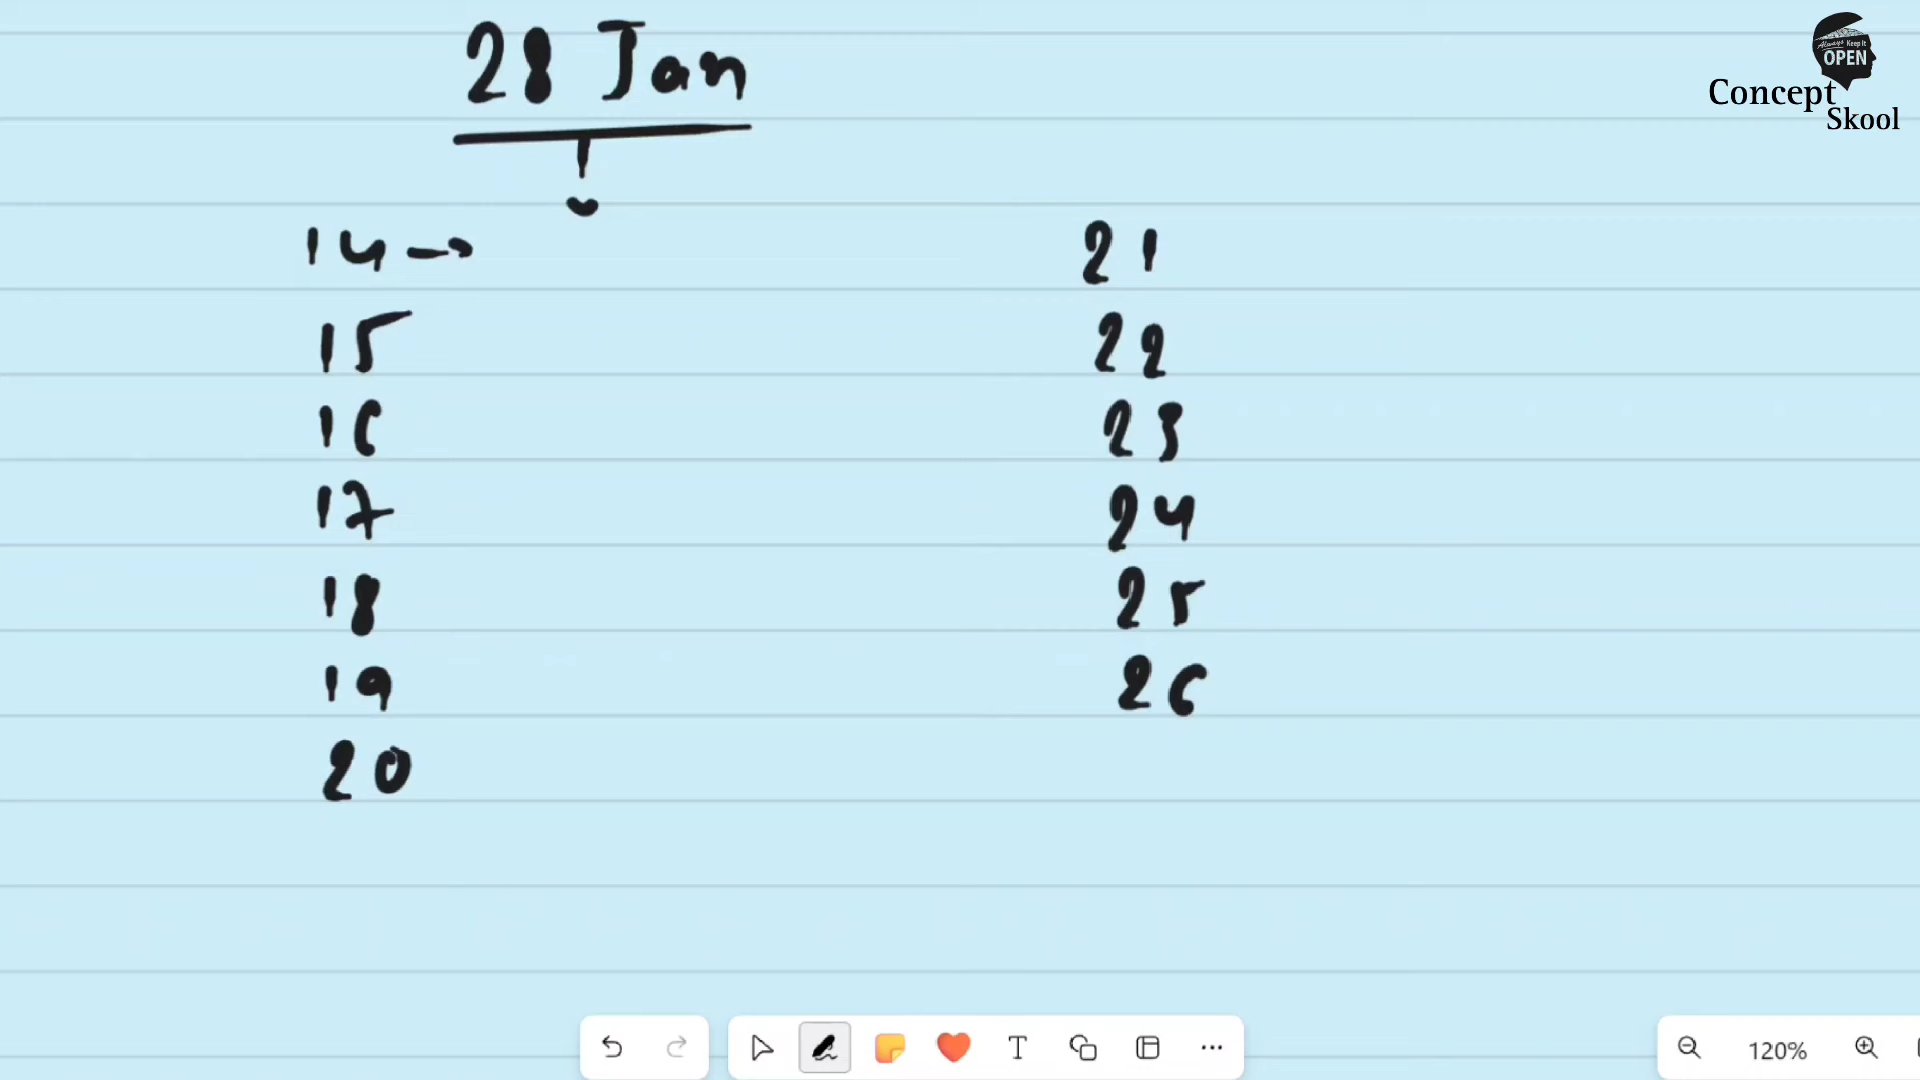 28 Jan
14 →
15
16
17
18
19
20
21
22
23
24
25
26
Always Keep It
OPEN
Concept
Skool
T
120%